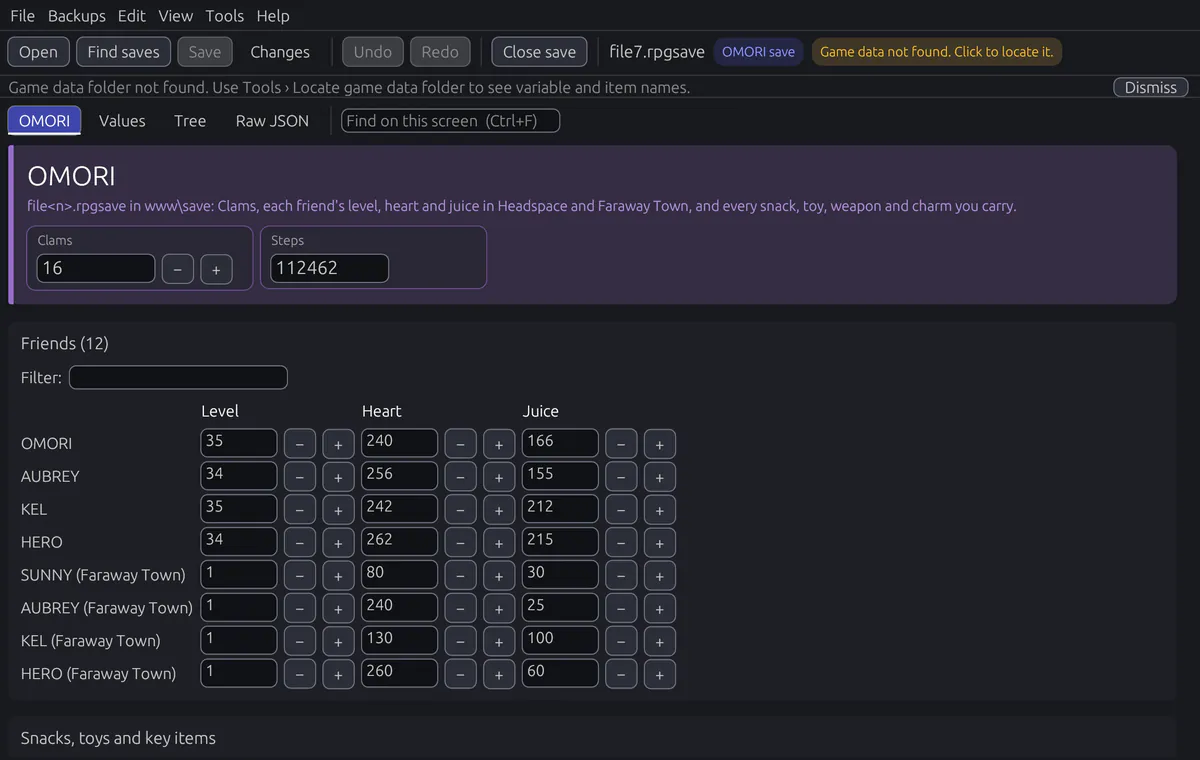 File Backups Edit View Tools Help
Open Find saves Save Changes Undo Redo Close save file7.rpgsave OMORI save Game data not found. Click to locate it.
Game data folder not found. Use Tools › Locate game data folder to see variable and item names. Dismiss
OMORI Values Tree Raw JSON Find on this screen (Ctrl+F)
OMORI
file<n>.rpgsave in www\save: Clams, each friend's level, heart and juice in Headspace and Faraway Town, and every snack, toy, weapon and charm you carry.
Clams Steps
16 − + 112462
Friends (12)
Filter:
Level Heart Juice
OMORI 35 − + 240 − + 166 − +
AUBREY 34 − + 256 − + 155 − +
KEL 35 − + 242 − + 212 − +
HERO 34 − + 262 − + 215 − +
SUNNY (Faraway Town) 1 − + 80 − + 30 − +
AUBREY (Faraway Town) 1 − + 240 − + 25 − +
KEL (Faraway Town) 1 − + 130 − + 100 − +
HERO (Faraway Town) 1 − + 260 − + 60 − +
Snacks, toys and key items